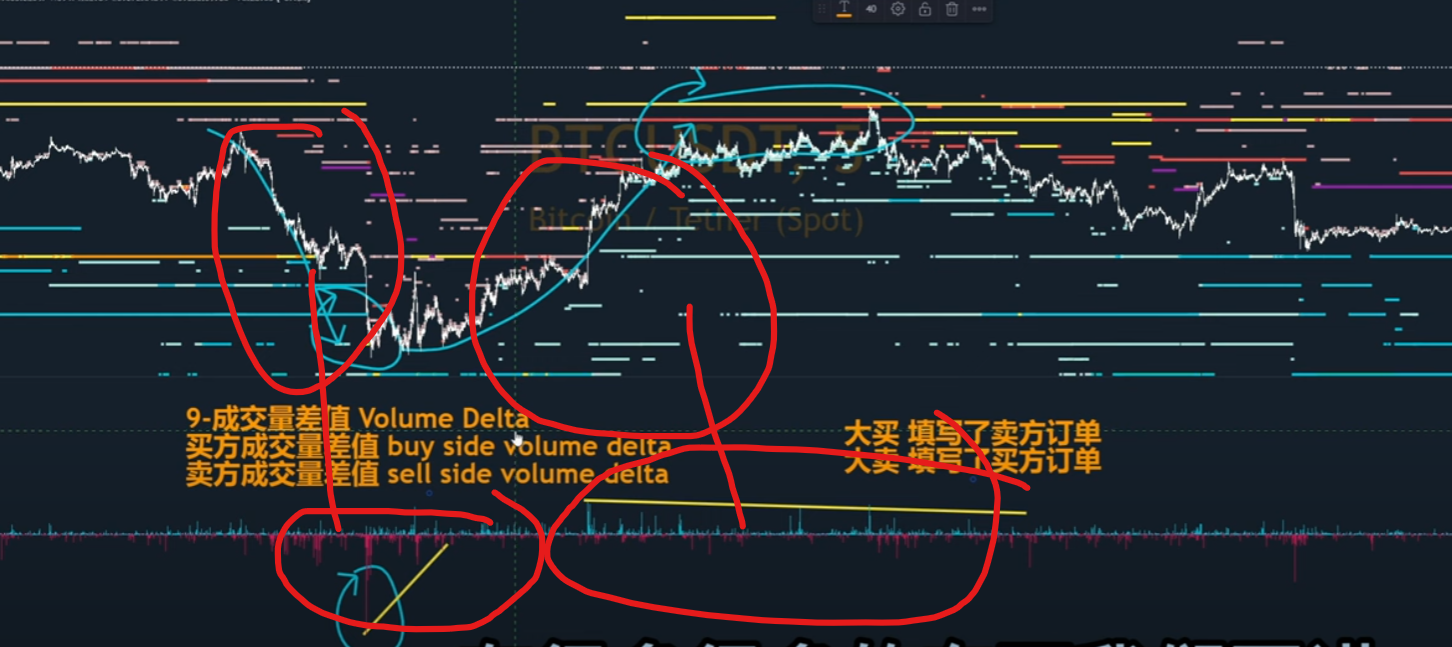 BTCUSDT, 5
Bitcoin / Tether (Spot)
9-成交量差值 Volume Delta
买方成交量差值 buy side volume delta
卖方成交量差值 sell side volume delta
大买 填写了卖方订单
大卖 填写了买方订单